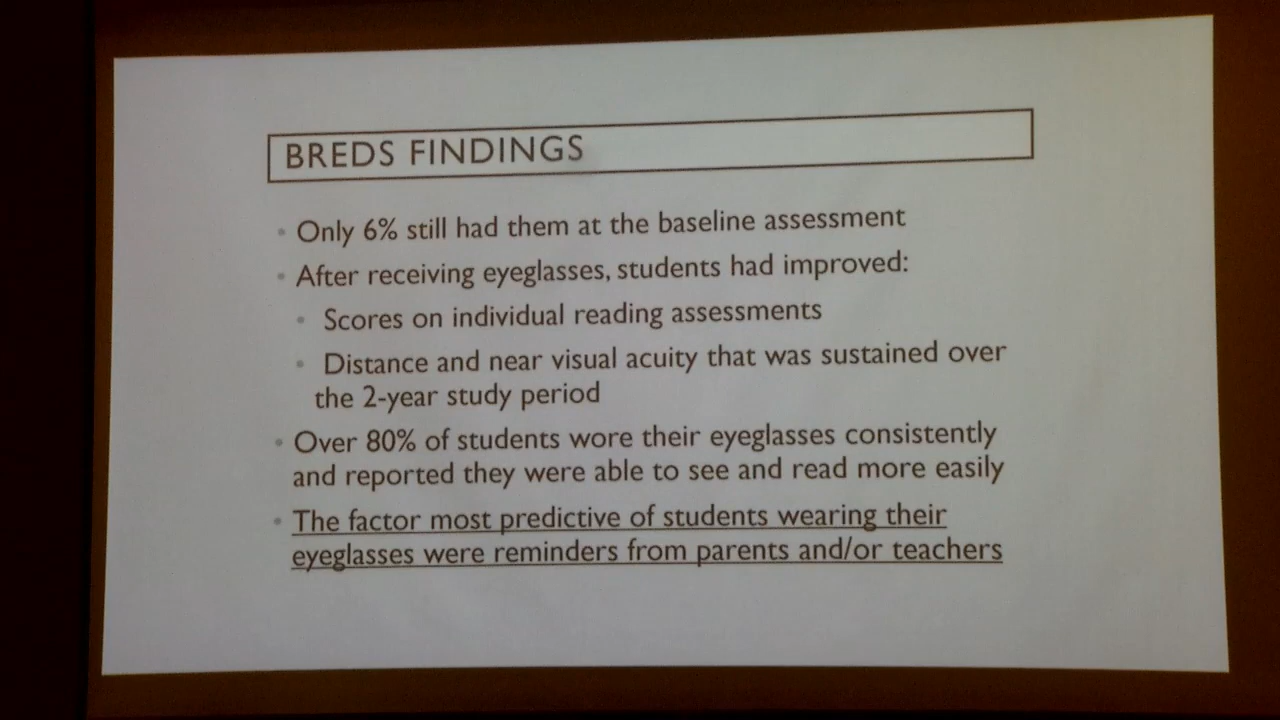 BREDS FINDINGS
• Only 6% still had them at the baseline assessment
• After receiving eyeglasses, students had improved:
• Scores on individual reading assessments
• Distance and near visual acuity that was sustained over
the 2-year study period
• Over 80% of students wore their eyeglasses consistently
and reported they were able to see and read more easily
• The factor most predictive of students wearing their
eyeglasses were reminders from parents and/or teachers